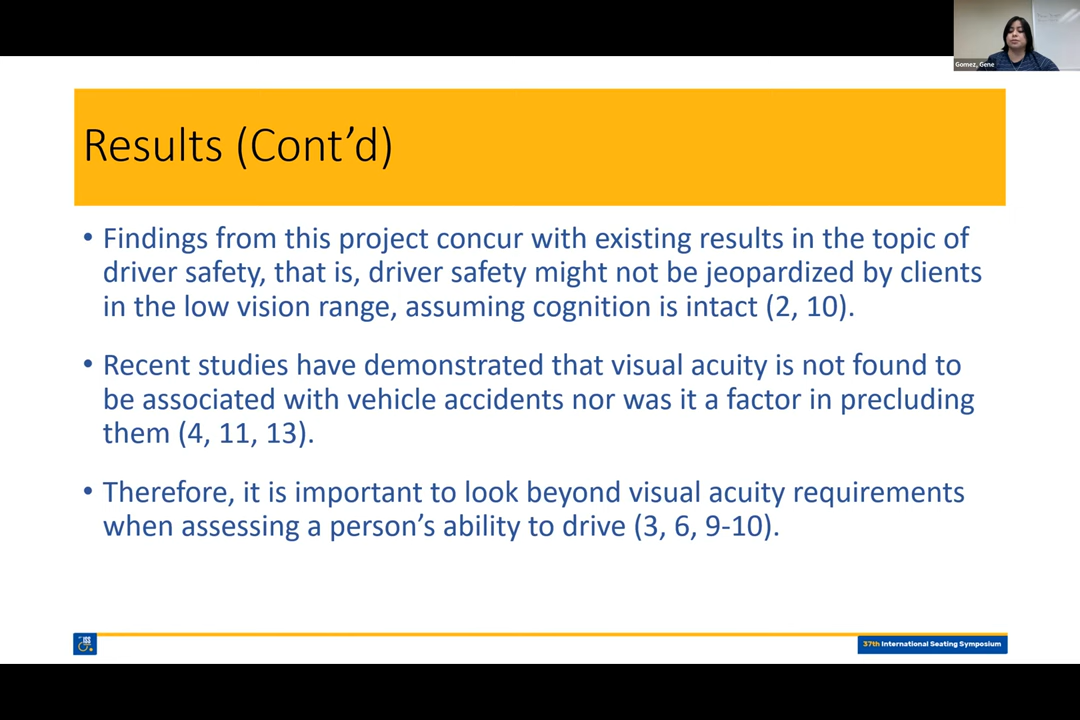 Gomez, Gene
Results (Cont’d)
• Findings from this project concur with existing results in the topic of
driver safety, that is, driver safety might not be jeopardized by clients
in the low vision range, assuming cognition is intact (2, 10).
• Recent studies have demonstrated that visual acuity is not found to
be associated with vehicle accidents nor was it a factor in precluding
them (4, 11, 13).
• Therefore, it is important to look beyond visual acuity requirements
when assessing a person’s ability to drive (3, 6, 9-10).
ISS
37th International Seating Symposium